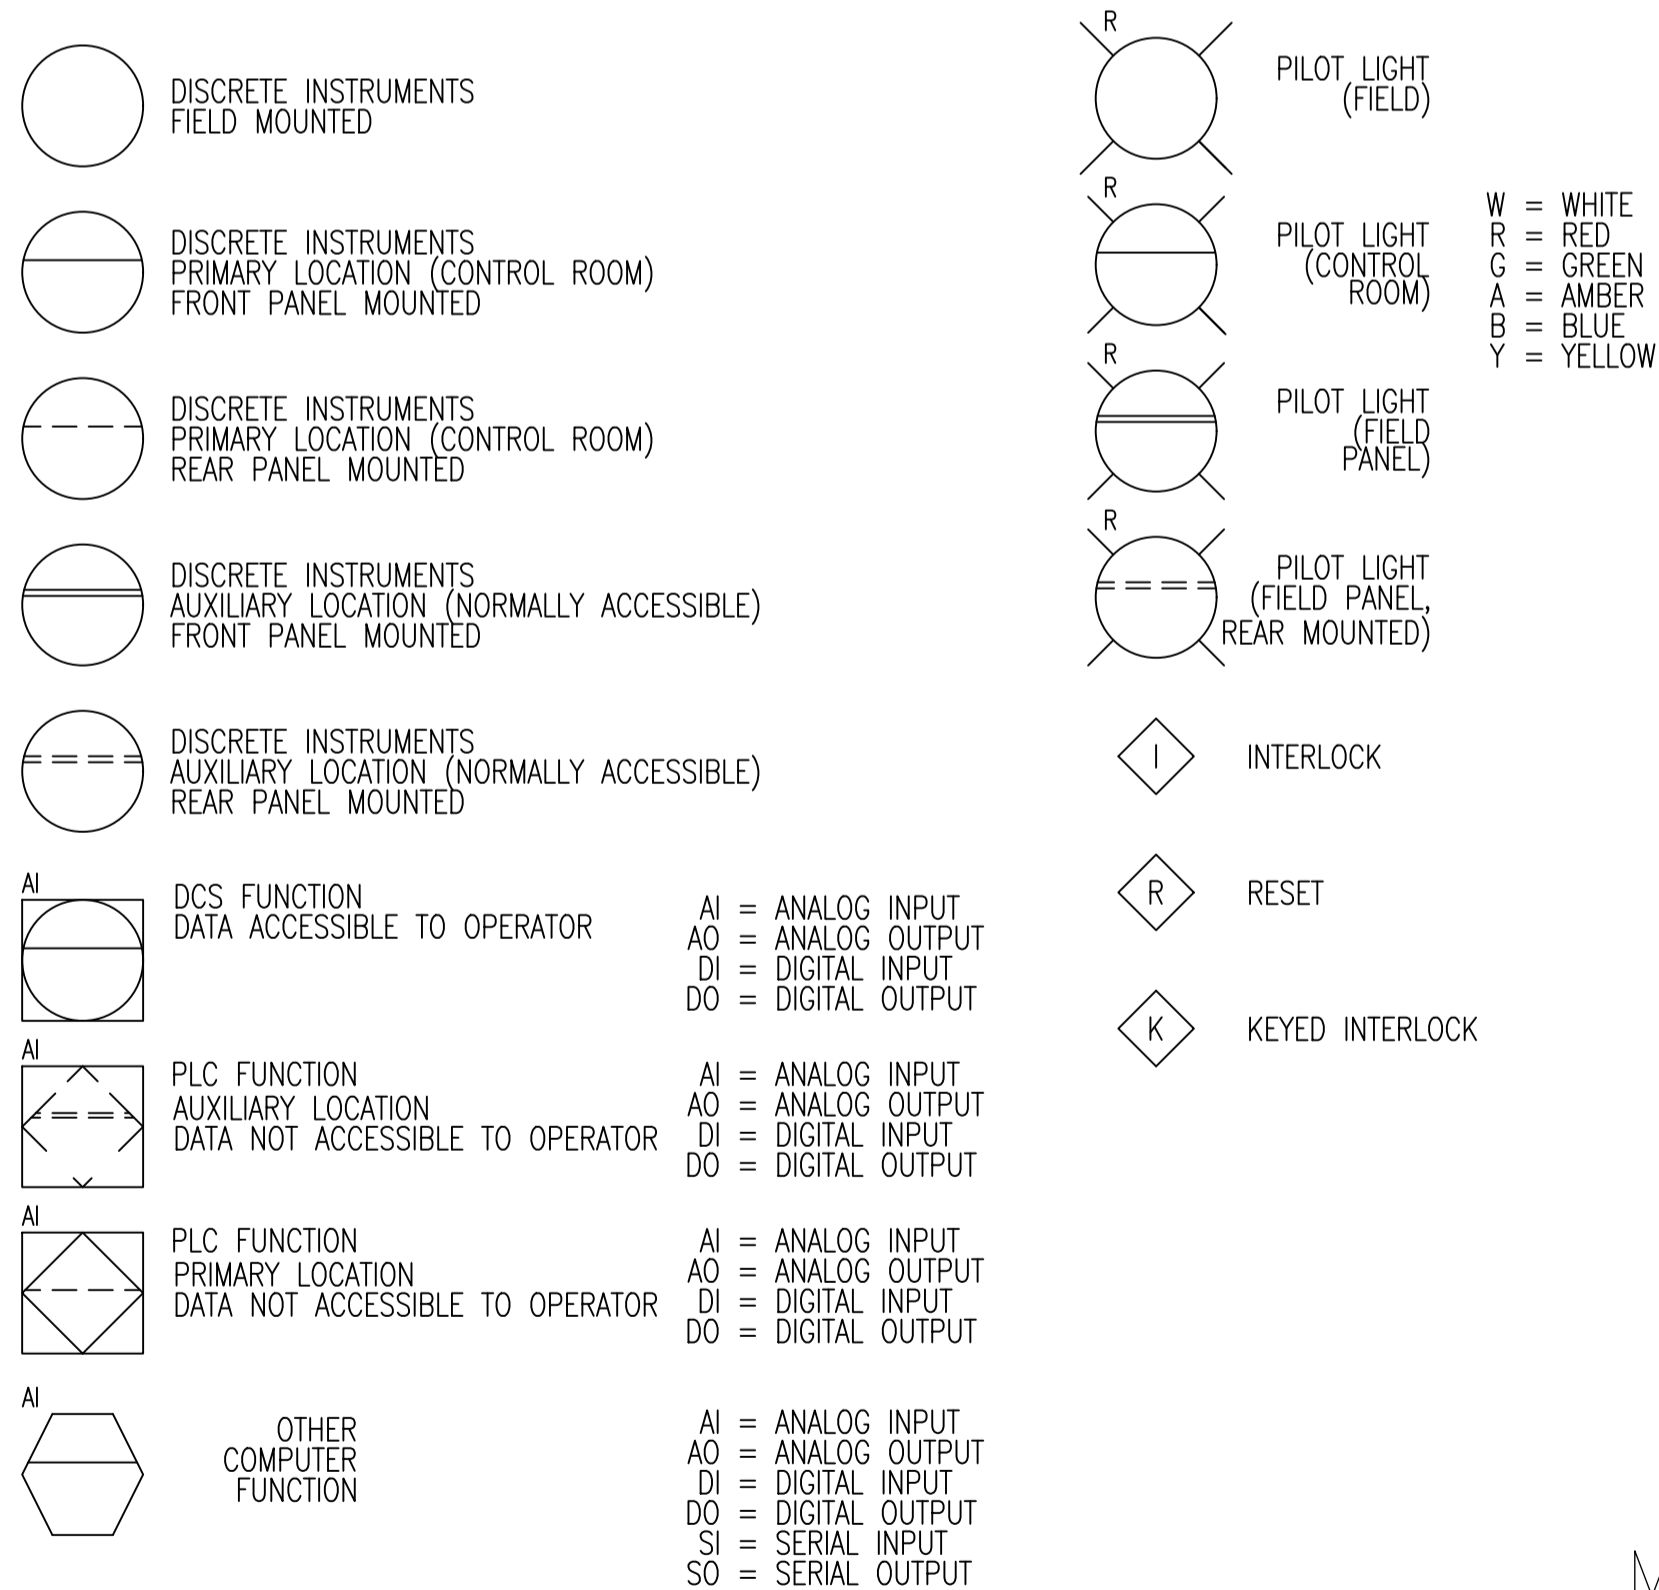 DISCRETE INSTRUMENTS
FIELD MOUNTED
DISCRETE INSTRUMENTS
PRIMARY LOCATION (CONTROL ROOM)
FRONT PANEL MOUNTED
DISCRETE INSTRUMENTS
PRIMARY LOCATION (CONTROL ROOM)
REAR PANEL MOUNTED
DISCRETE INSTRUMENTS
AUXILIARY LOCATION (NORMALLY ACCESSIBLE)
FRONT PANEL MOUNTED
DISCRETE INSTRUMENTS
AUXILIARY LOCATION (NORMALLY ACCESSIBLE)
REAR PANEL MOUNTED
AI
DCS FUNCTION
DATA ACCESSIBLE TO OPERATOR
AI = ANALOG INPUT
AO = ANALOG OUTPUT
DI = DIGITAL INPUT
DO = DIGITAL OUTPUT
AI
PLC FUNCTION
AUXILIARY LOCATION
DATA NOT ACCESSIBLE TO OPERATOR
AI = ANALOG INPUT
AO = ANALOG OUTPUT
DI = DIGITAL INPUT
DO = DIGITAL OUTPUT
AI
PLC FUNCTION
PRIMARY LOCATION
DATA NOT ACCESSIBLE TO OPERATOR
AI = ANALOG INPUT
AO = ANALOG OUTPUT
DI = DIGITAL INPUT
DO = DIGITAL OUTPUT
AI
OTHER
COMPUTER
FUNCTION
AI = ANALOG INPUT
AO = ANALOG OUTPUT
DI = DIGITAL INPUT
DO = DIGITAL OUTPUT
SI = SERIAL INPUT
SO = SERIAL OUTPUT
R
PILOT LIGHT
(FIELD)
R
PILOT LIGHT
(CONTROL
ROOM)
R
PILOT LIGHT
(FIELD
PANEL)
R
PILOT LIGHT
(FIELD PANEL,
REAR MOUNTED)
W = WHITE
R = RED
G = GREEN
A = AMBER
B = BLUE
Y = YELLOW
I
INTERLOCK
R
RESET
K
KEYED INTERLOCK